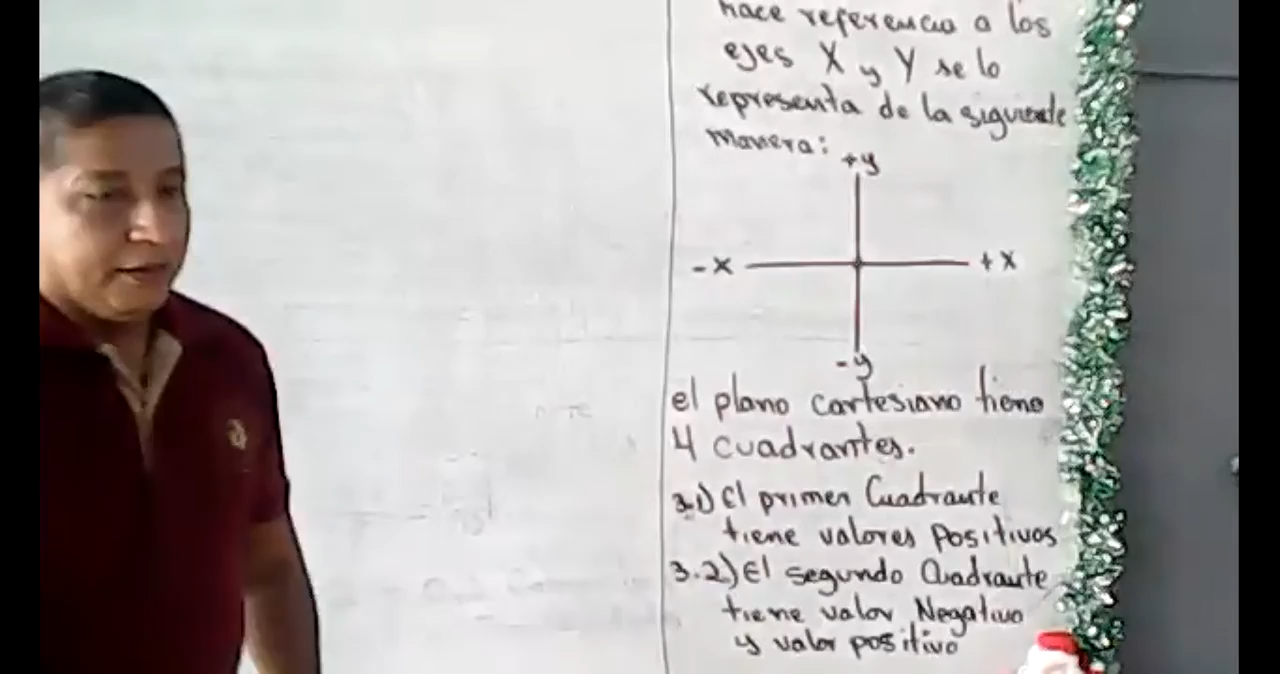 hace referencia a los
ejes X y Y se lo
representa de la siguiente
manera:
+y
-x +x
-y
el plano cartesiano tiene
4 cuadrantes.
3.1) El primer Cuadrante
tiene valores positivos
3.2) El segundo Cuadrante
tiene valor Negativo
y valor positivo